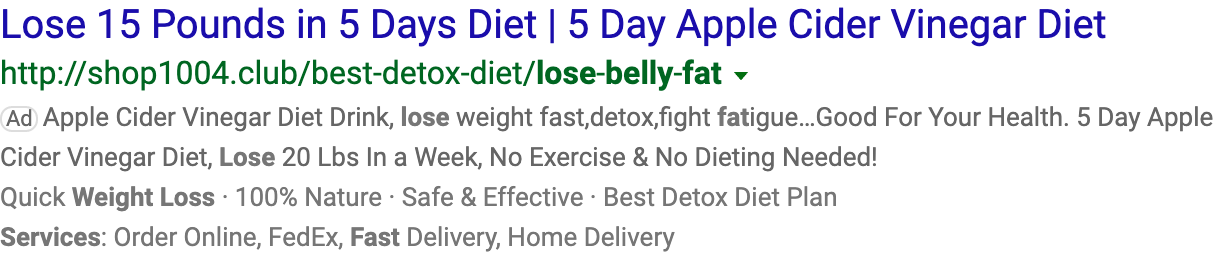 Lose 15 Pounds in 5 Days Diet | 5 Day Apple Cider Vinegar Diet
http://shop1004.club/best-detox-diet/lose-belly-fat
Ad Apple Cider Vinegar Diet Drink, lose weight fast,detox,fight fatigue...Good For Your Health. 5 Day Apple
Cider Vinegar Diet, Lose 20 Lbs In a Week, No Exercise & No Dieting Needed!
Quick Weight Loss · 100% Nature · Safe & Effective · Best Detox Diet Plan
Services: Order Online, FedEx, Fast Delivery, Home Delivery